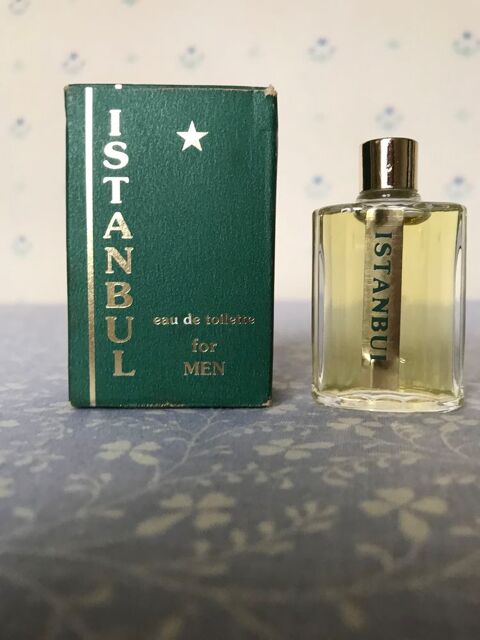 ISTANBUL
eau de toilette
for
MEN
ISTANBUL